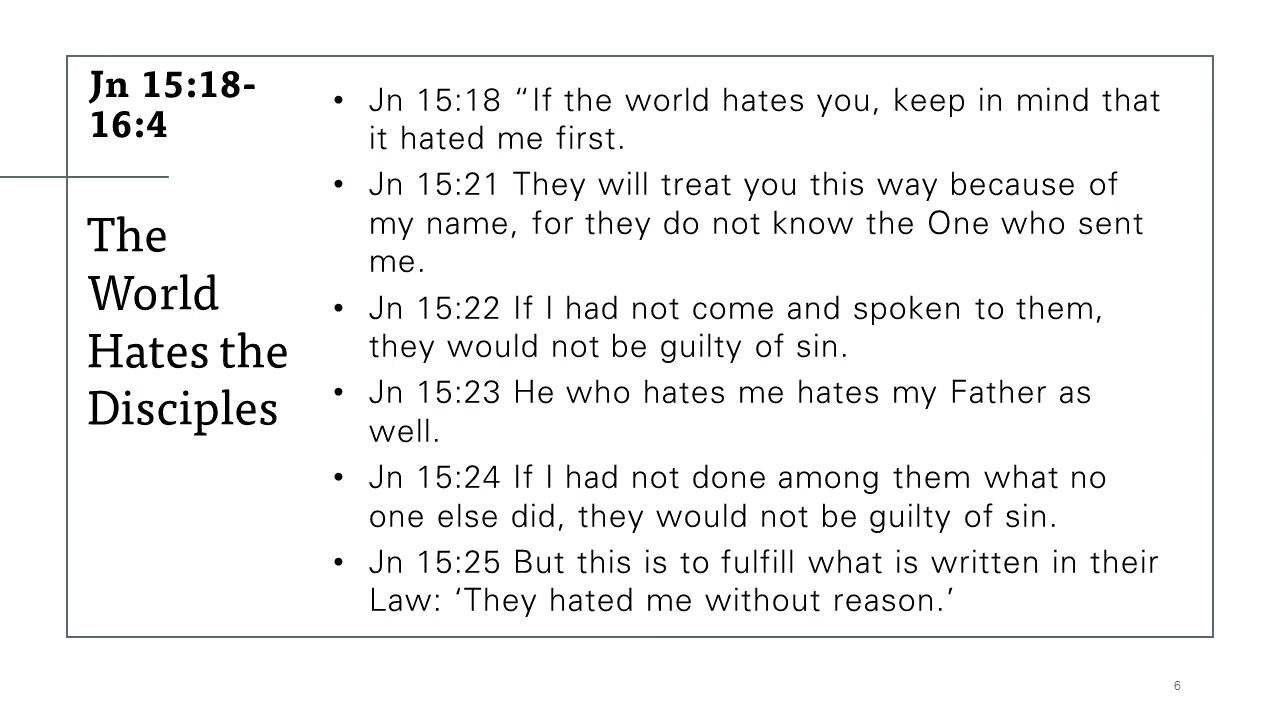 Jn 15:18-
16:4
The
World
Hates the
Disciples
• Jn 15:18 “If the world hates you, keep in mind that
it hated me first.
• Jn 15:21 They will treat you this way because of
my name, for they do not know the One who sent
me.
• Jn 15:22 If I had not come and spoken to them,
they would not be guilty of sin.
• Jn 15:23 He who hates me hates my Father as
well.
• Jn 15:24 If I had not done among them what no
one else did, they would not be guilty of sin.
• Jn 15:25 But this is to fulfill what is written in their
Law: ‘They hated me without reason.’
6